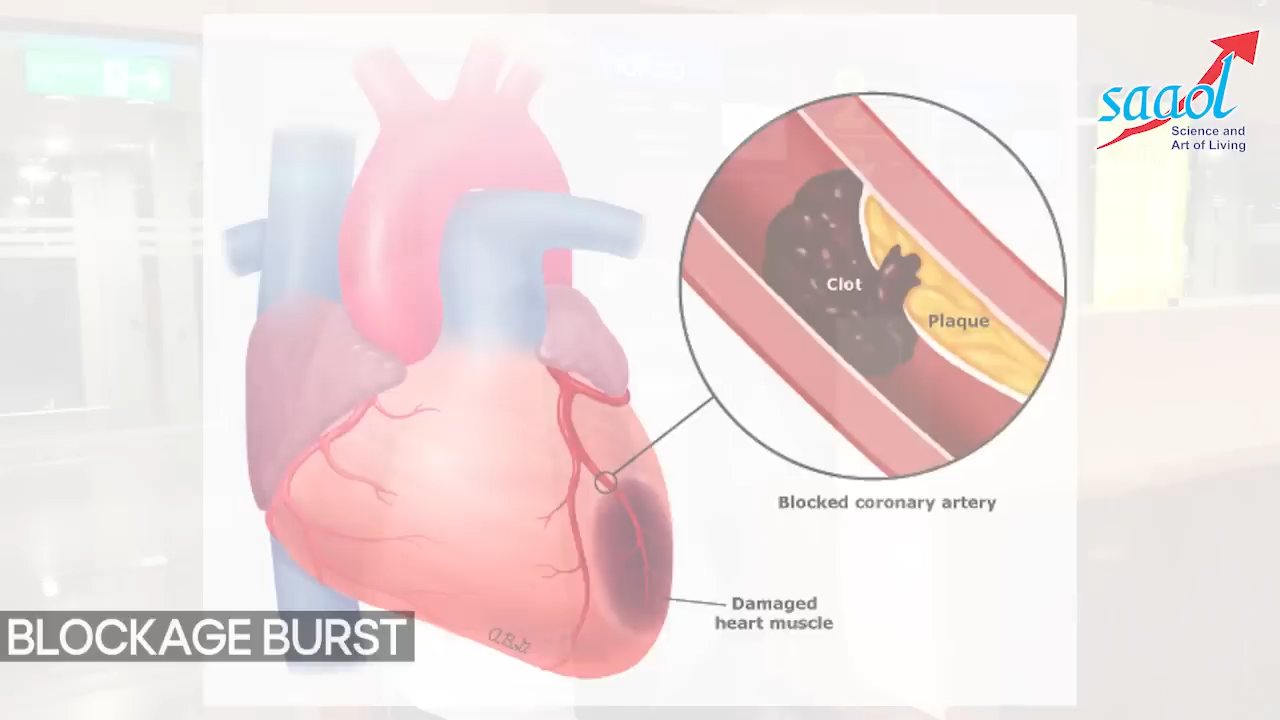 saaol
Science and
Art of Living
Clot
Plaque
Blocked coronary artery
Damaged
heart muscle
BLOCKAGE BURST